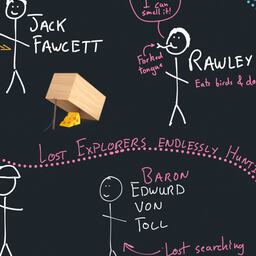 I can
smell it!
JACK
FAWCETT
Forked
tongue
RAWLEY
Eats birds & do
LOST EXPLORERS ENDLESSLY HUNTI
BARON
EDWURD
VON
TOLL
Lost searching